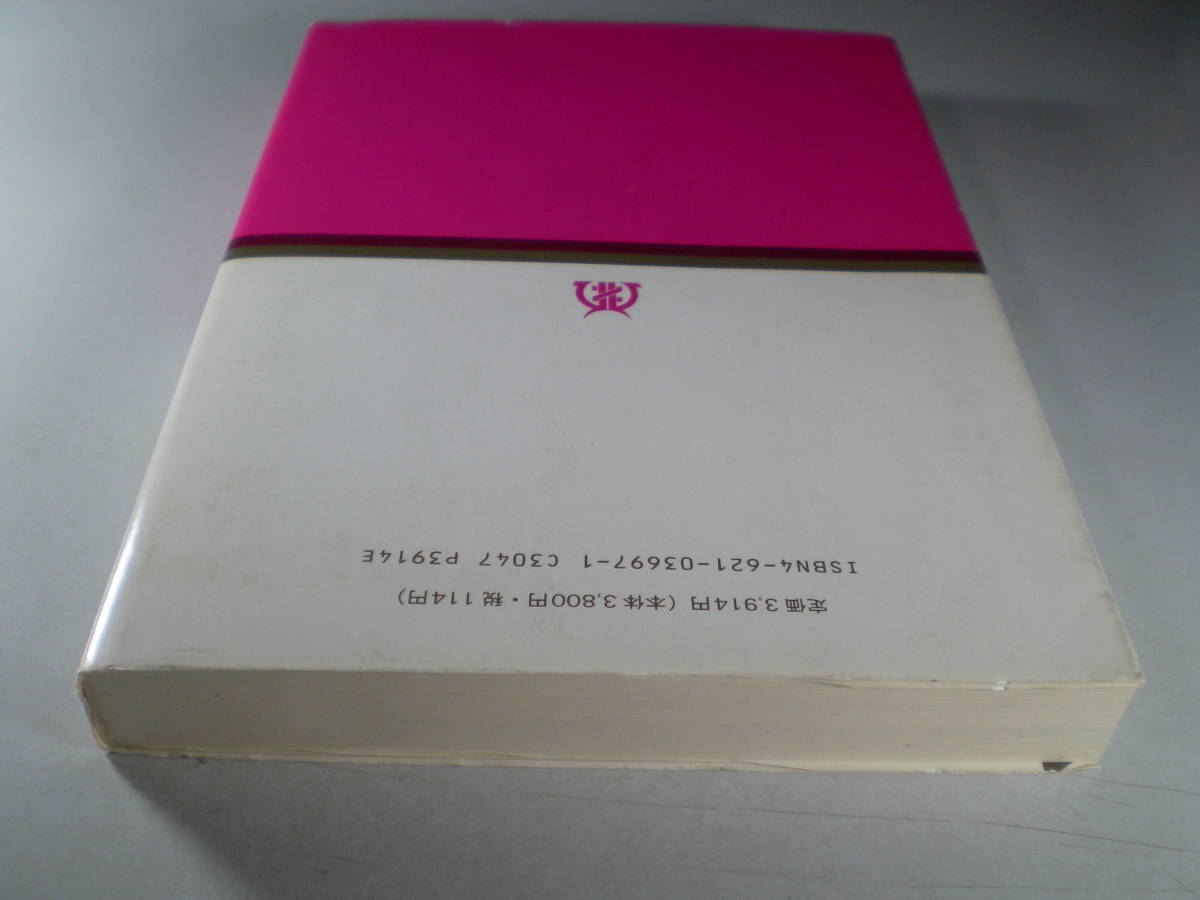 定価 3,914円（本体 3,800円・税 114円）
ISBN4-621-03697-1 C3047 P3914E